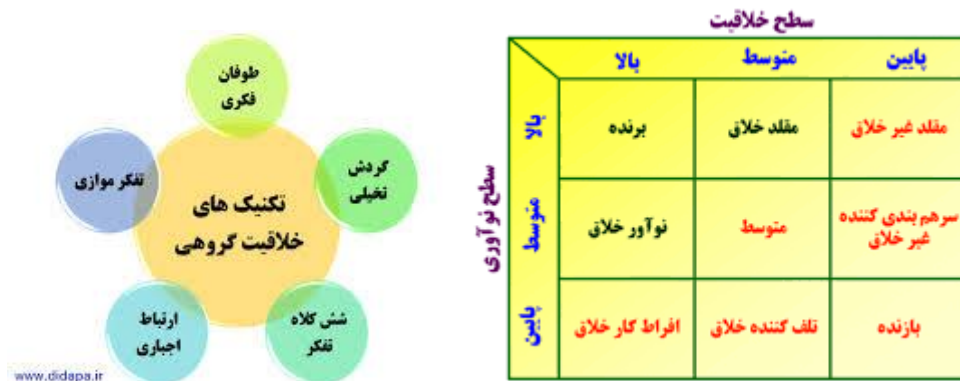 طوفان
فکری
گردش
تخیلی
تفکر موازی
تکنیک های
خلاقیت گروهی
شش کلاه
تفکر
ارتباط
اجباری
www.didapa.ir
سطح خلاقیت
پایین
متوسط
بالا
سطح نوآوری
بالا
برنده
مقلد خلاق
مقلد غیر خلاق
متوسط
نوآور خلاق
متوسط
سرهم بندی کننده
غیر خلاق
پایین
افراط کار خلاق
تلف کننده خلاق
بازنده